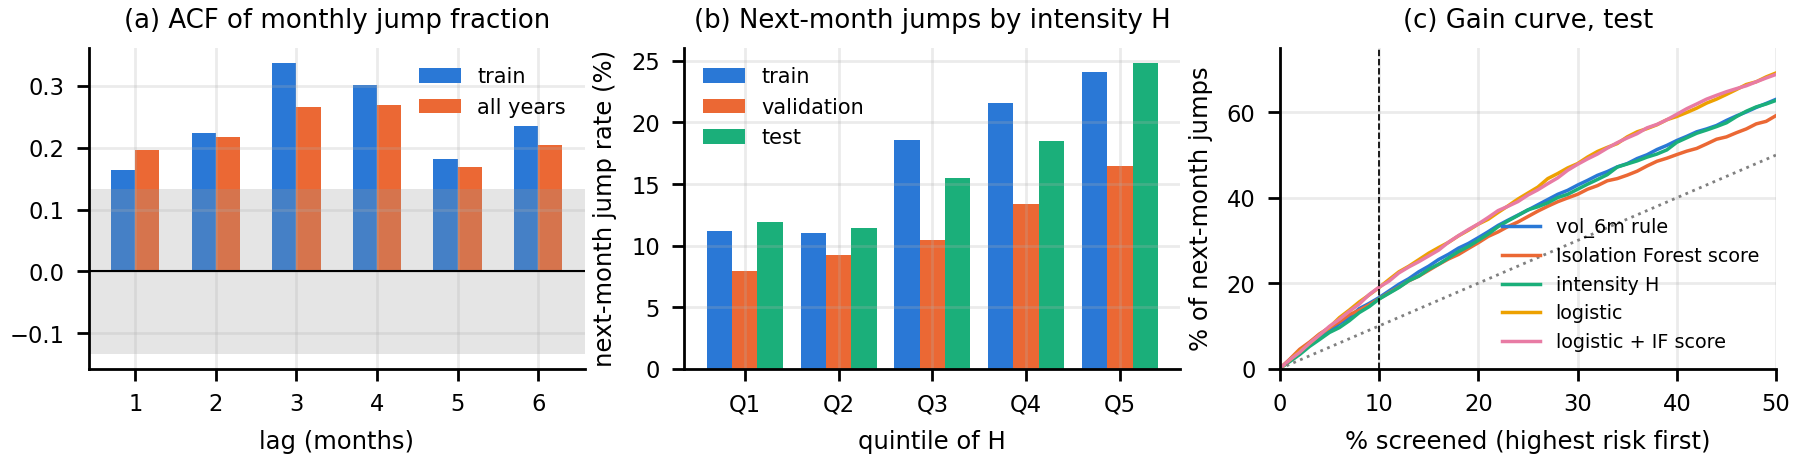 (a) ACF of monthly jump fraction
0.3
0.2
0.1
0.0
−0.1
train
all years
1 2 3 4 5 6
lag (months)
(b) Next-month jumps by intensity H
next-month jump rate (%)
25
20
15
10
5
0
train
validation
test
Q1 Q2 Q3 Q4 Q5
quintile of H
(c) Gain curve, test
% of next-month jumps
60
40
20
0
vol_6m rule
Isolation Forest score
intensity H
logistic
logistic + IF score
0 10 20 30 40 50
% screened (highest risk first)